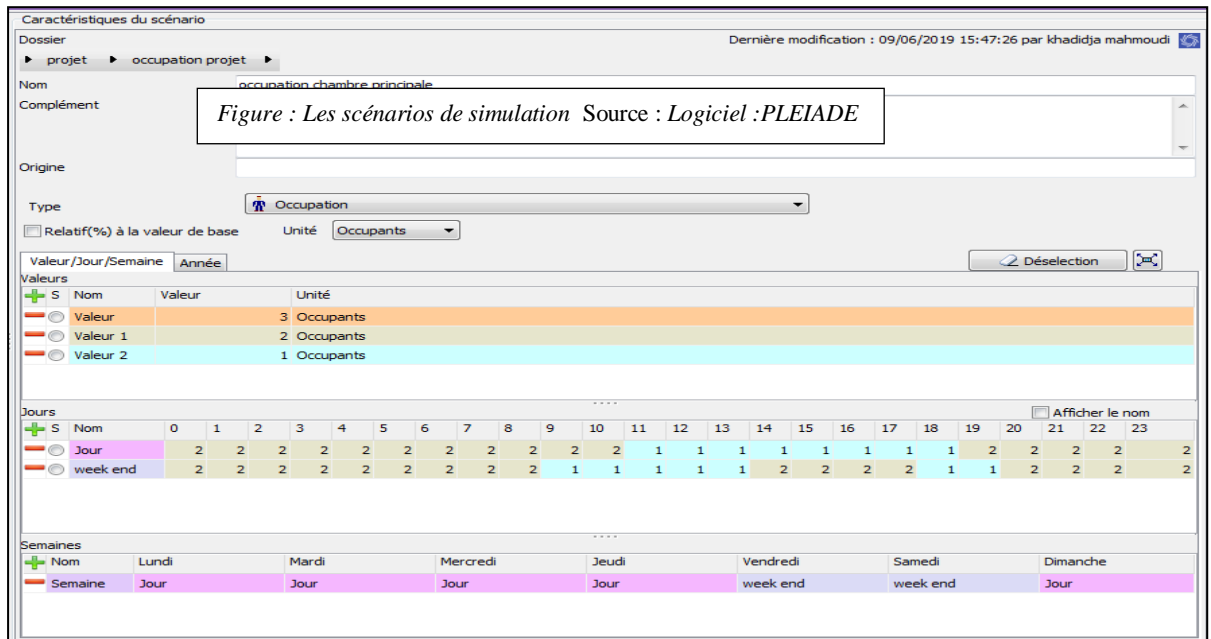 Caractéristiques du scénario
Dossier Dernière modification : 09/06/2019 15:47:26 par khadidja mahmoudi
projet occupation projet
Nom occupation chambre principale
Complément
Figure : Les scénarios de simulation Source : Logiciel :PLEIADE
Origine
Type Occupation
Relatif(%) à la valeur de base Unité Occupants
Valeur/Jour/Semaine Année Déselection
Valeurs
S Nom Valeur Unité
Valeur 3 Occupants
Valeur 1 2 Occupants
Valeur 2 1 Occupants
Jours Afficher le nom
S Nom 0 1 2 3 4 5 6 7 8 9 10 11 12 13 14 15 16 17 18 19 20 21 22 23
Jour 2 2 2 2 2 2 2 2 2 2 2 1 1 1 1 1 1 1 1 2 2 2 2 2
week end 2 2 2 2 2 2 2 2 2 1 1 1 1 1 2 2 2 2 1 1 2 2 2 2
Semaines
Nom Lundi Mardi Mercredi Jeudi Vendredi Samedi Dimanche
Semaine Jour Jour Jour Jour week end week end Jour